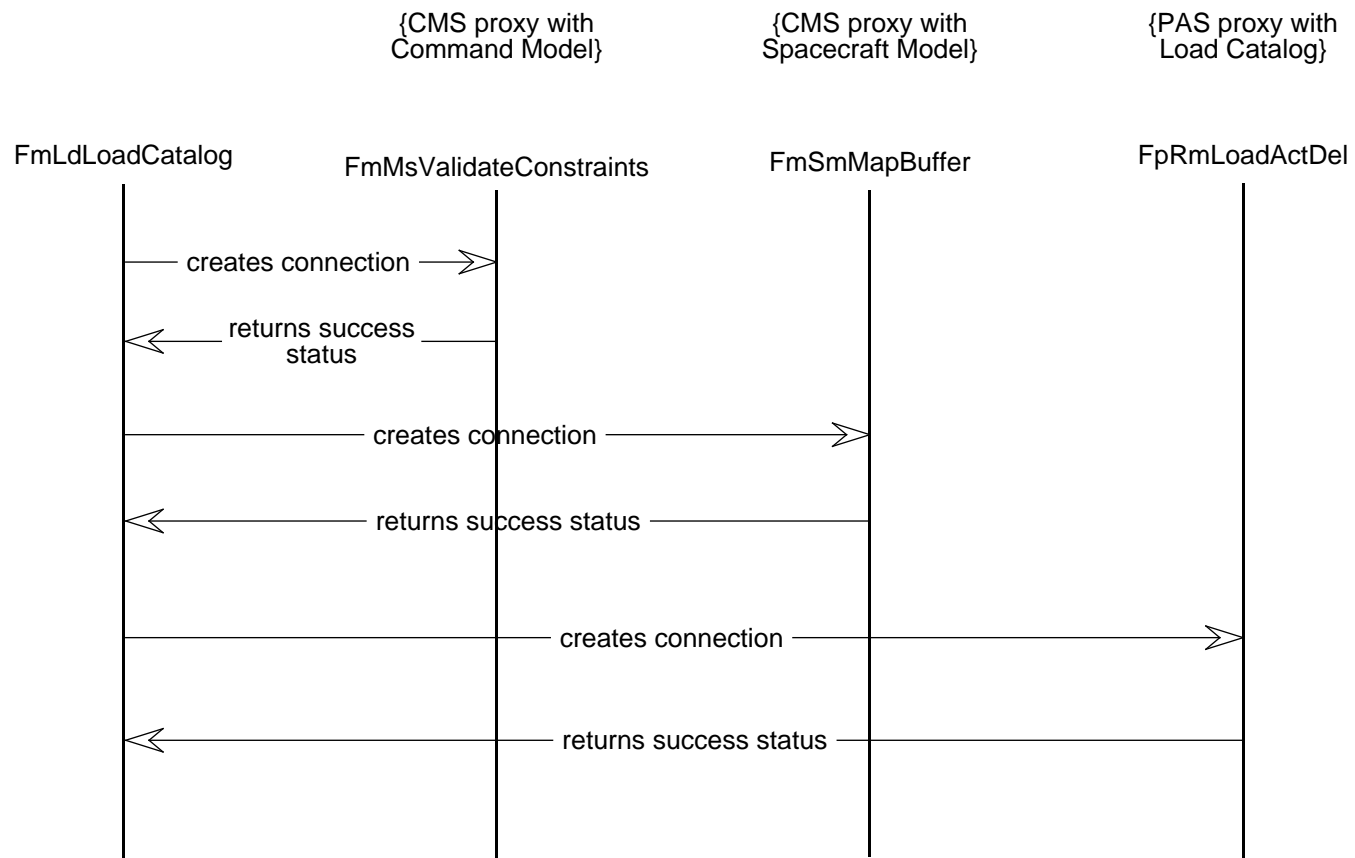 {CMS proxy with
Command Model}
{CMS proxy with
Spacecraft Model}
{PAS proxy with
Load Catalog}
FmLdLoadCatalog
FmMsValidateConstraints
FmSmMapBuffer
FpRmLoadActDel
creates connection
returns success
status
creates connection
returns success status
creates connection
returns success status